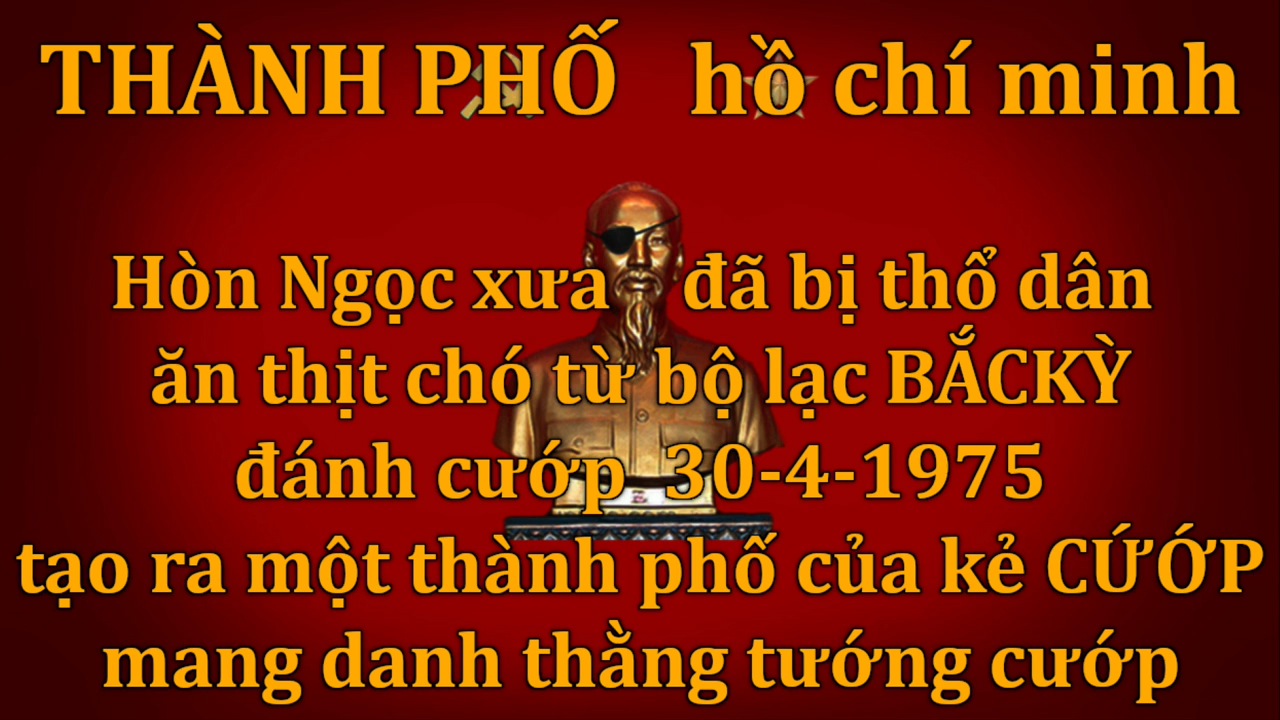 THÀNH PHỐ hồ chí minh
Hòn Ngọc xưa đã bị thổ dân
ăn thịt chó từ bộ lạc BẮCKỲ
đánh cướp 30-4-1975
tạo ra một thành phố của kẻ CỨỚP
mang danh thằng tướng cướp